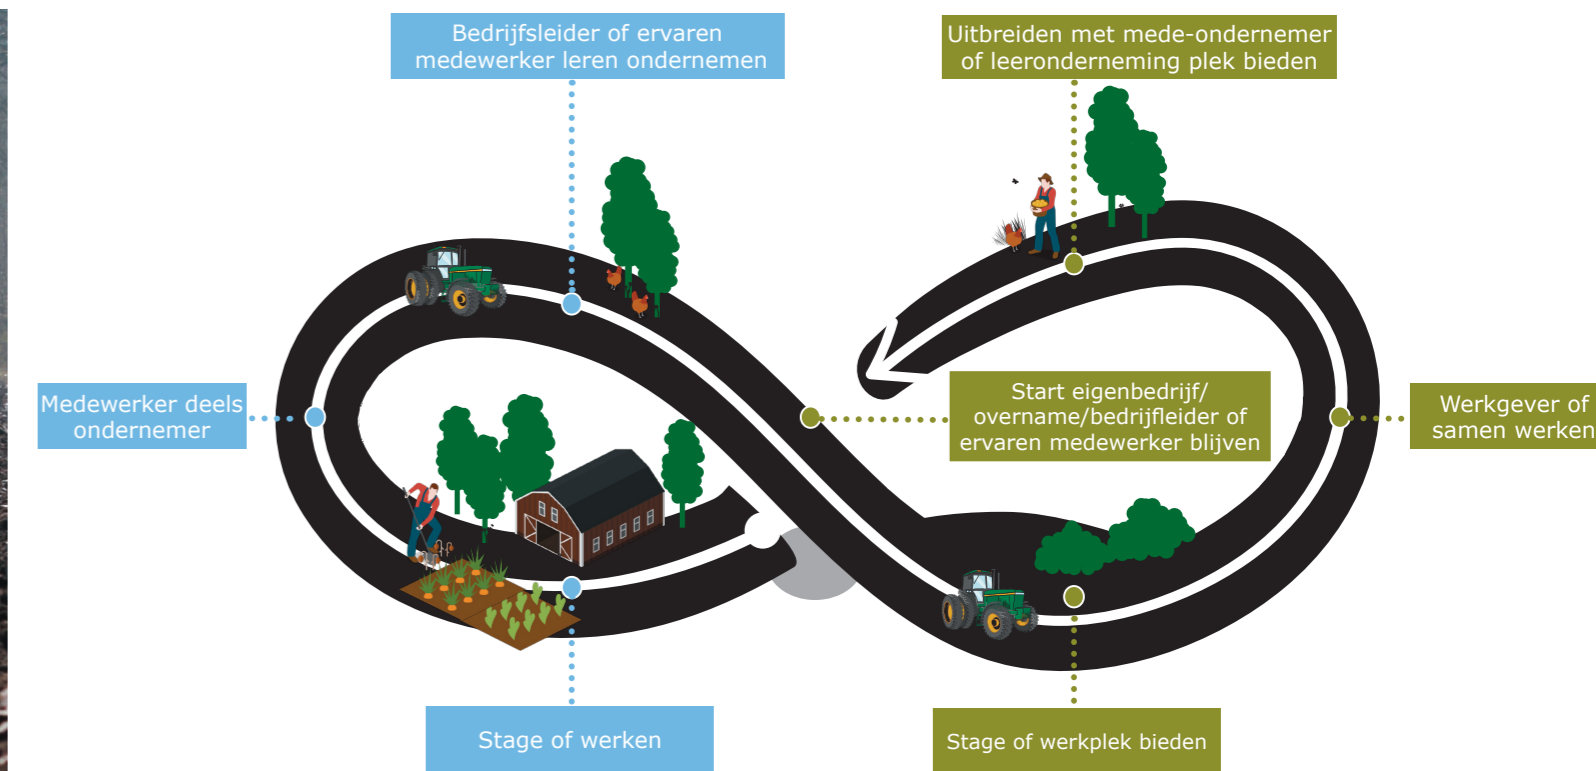 Bedrijfsleider of ervaren
medewerker leren ondernemen
Uitbreiden met mede-ondernemer
of leeronderneming plek bieden
Medewerker deels
ondernemer
Start eigenbedrijf/
overname/bedrijfleider of
ervaren medewerker blijven
Werkgever of
samen werken
Stage of werken
Stage of werkplek bieden